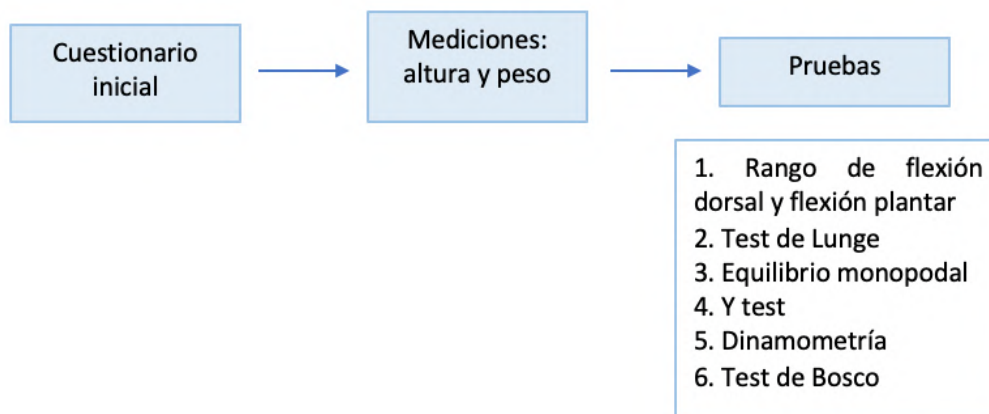 Cuestionario
inicial
Mediciones:
altura y peso
Pruebas
1. Rango de flexión
dorsal y flexión plantar
2. Test de Lunge
3. Equilibrio monopodal
4. Y test
5. Dinamometría
6. Test de Bosco